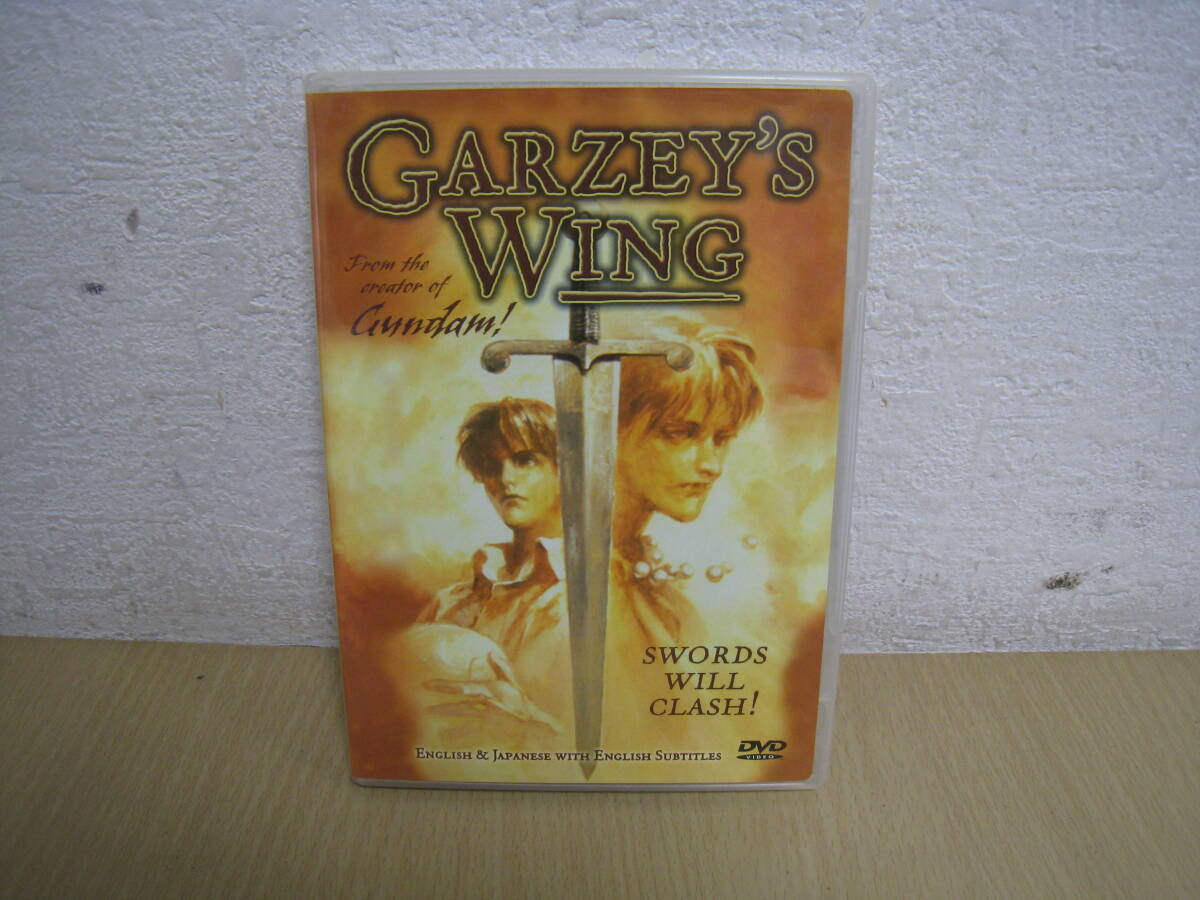 GARZEY'S
WING
From the
creator of
Gundam!
SWORDS
WILL
CLASH!
ENGLISH & JAPANESE WITH ENGLISH SUBTITLES
DVD
VIDEO